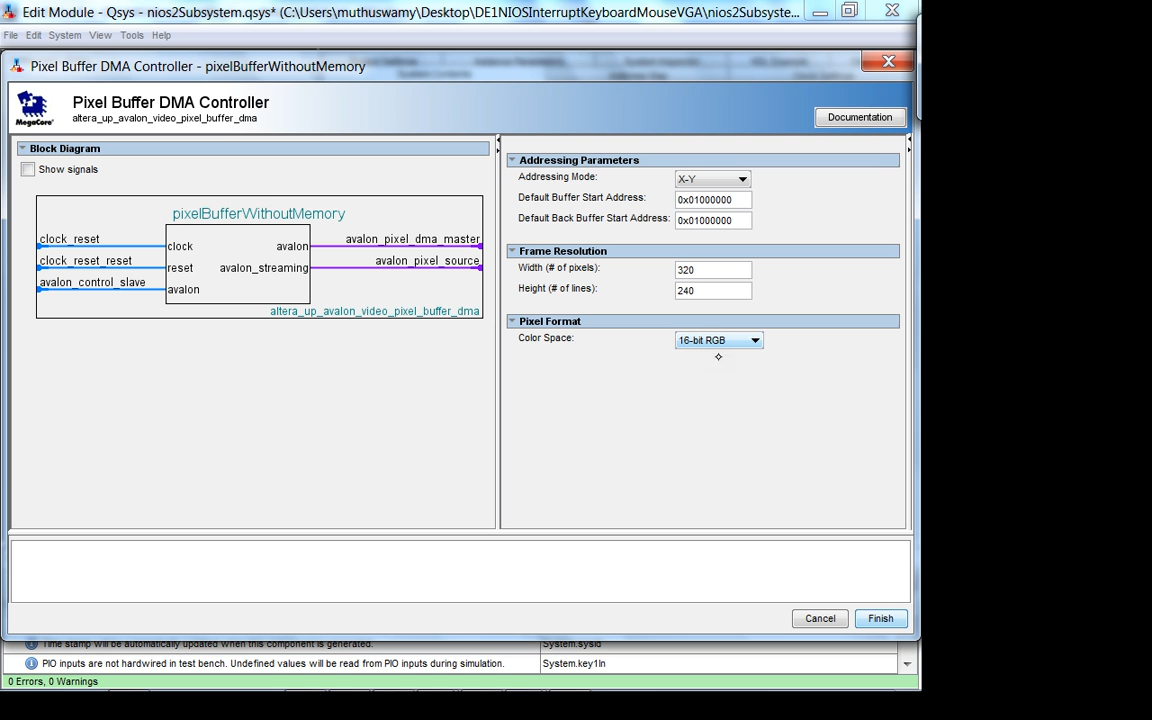 Edit Module - Qsys - nios2Subsystem.qsys* (C:\Users\muthuswamy\Desktop\DE1NIOSInterruptKeyboardMouseVGA\nios2Subsyste...
File Edit System View Tools Help
Pixel Buffer DMA Controller - pixelBufferWithoutMemory
Pixel Buffer DMA Controller
altera_up_avalon_video_pixel_buffer_dma
MegaCore
Documentation
Block Diagram
Show signals
pixelBufferWithoutMemory
clock_reset
clock
avalon
avalon_pixel_dma_master
clock_reset_reset
reset
avalon_streaming
avalon_pixel_source
avalon_control_slave
avalon
altera_up_avalon_video_pixel_buffer_dma
Addressing Parameters
Addressing Mode: X-Y
Default Buffer Start Address: 0x01000000
Default Back Buffer Start Address: 0x01000000
Frame Resolution
Width (# of pixels): 320
Height (# of lines): 240
Pixel Format
Color Space: 16-bit RGB
Cancel Finish
Time stamp will be automatically updated when this component is generated. System.sysid
PIO inputs are not hardwired in test bench. Undefined values will be read from PIO inputs during simulation. System.key1In
0 Errors, 0 Warnings